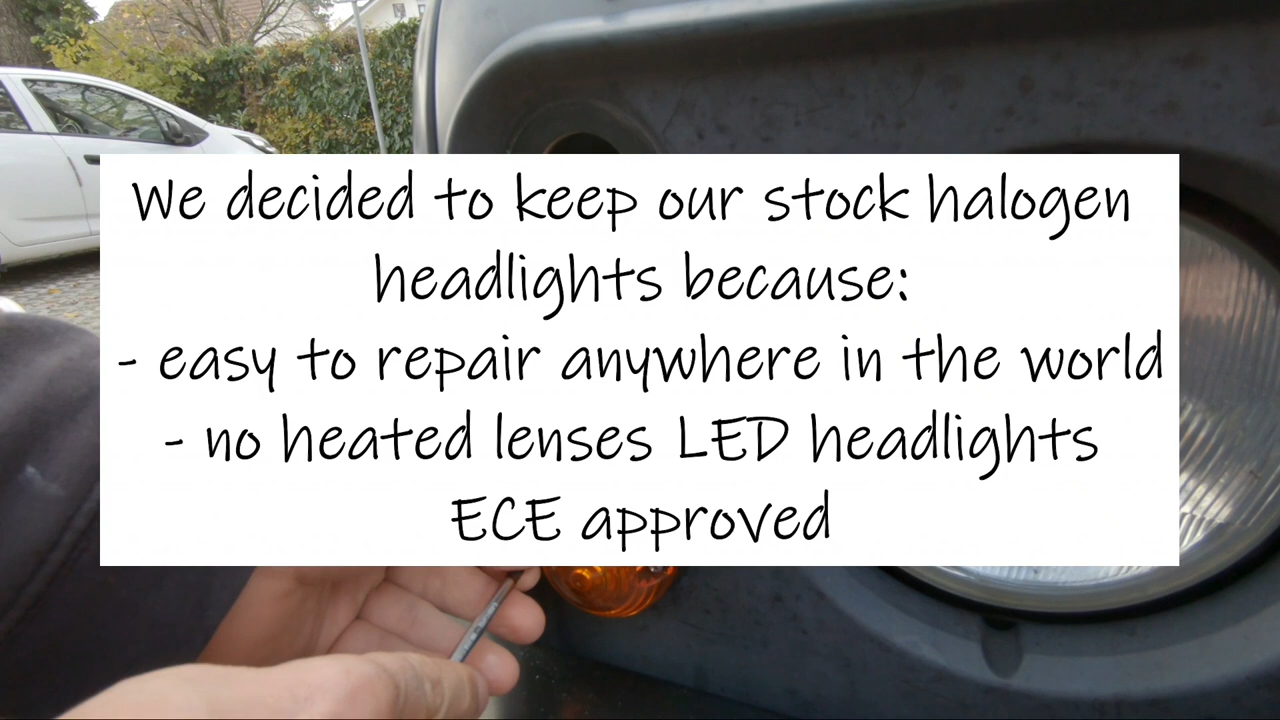 We decided to keep our stock halogen
headlights because:
- easy to repair anywhere in the world
- no heated lenses LED headlights
ECE approved